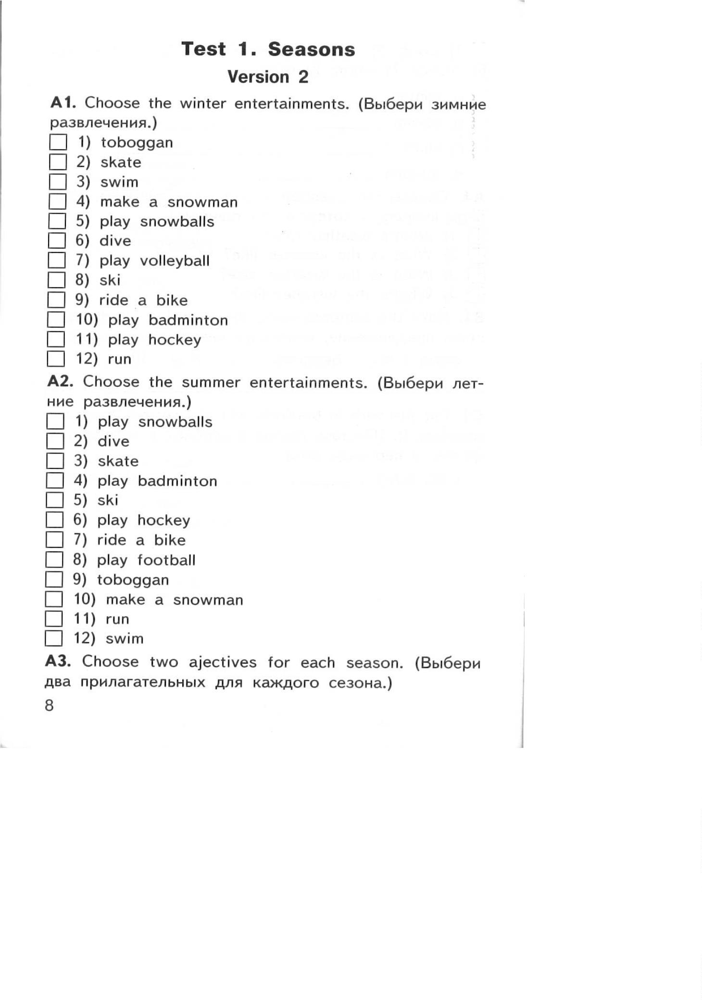 Test 1. Seasons
Version 2
A1. Choose the winter entertainments. (Выбери зимние
развлечения.)
1) toboggan
2) skate
3) swim
4) make a snowman
5) play snowballs
6) dive
7) play volleyball
8) ski
9) ride a bike
10) play badminton
11) play hockey
12) run
A2. Choose the summer entertainments. (Выбери лет-
ние развлечения.)
1) play snowballs
2) dive
3) skate
4) play badminton
5) ski
6) play hockey
7) ride a bike
8) play football
9) toboggan
10) make a snowman
11) run
12) swim
A3. Choose two ajectives for each season. (Выбери
два прилагательных для каждого сезона.)
8